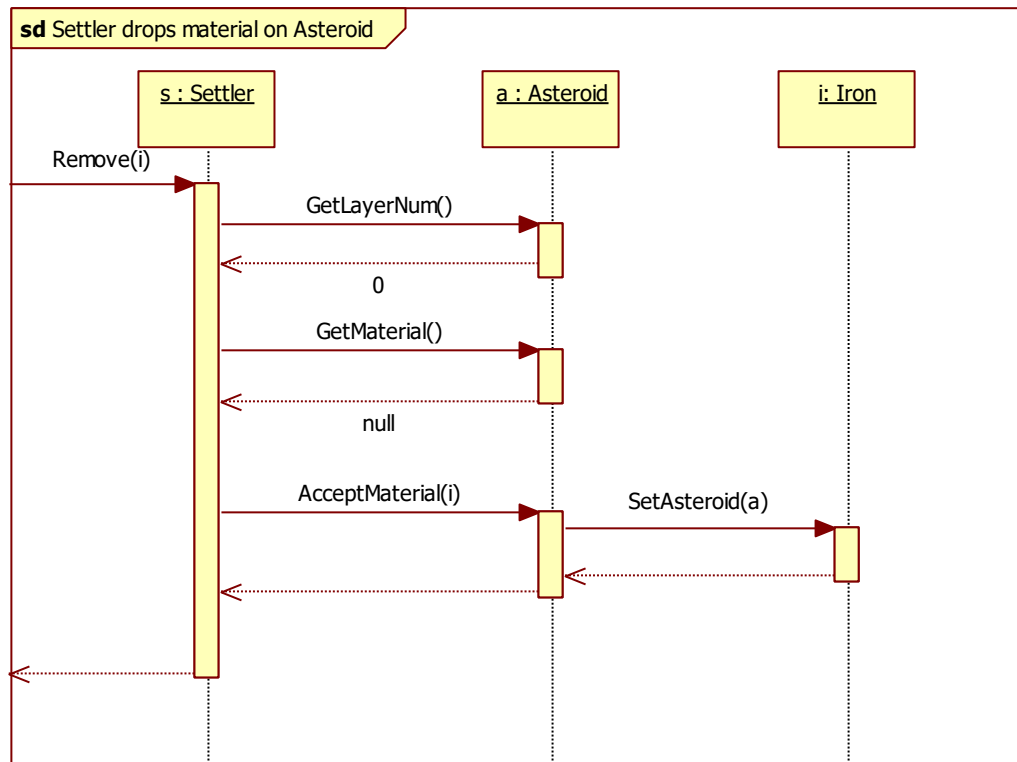 sd Settler drops material on Asteroid
s : Settler
a : Asteroid
i: Iron
Remove(i)
GetLayerNum()
0
GetMaterial()
null
AcceptMaterial(i)
SetAsteroid(a)